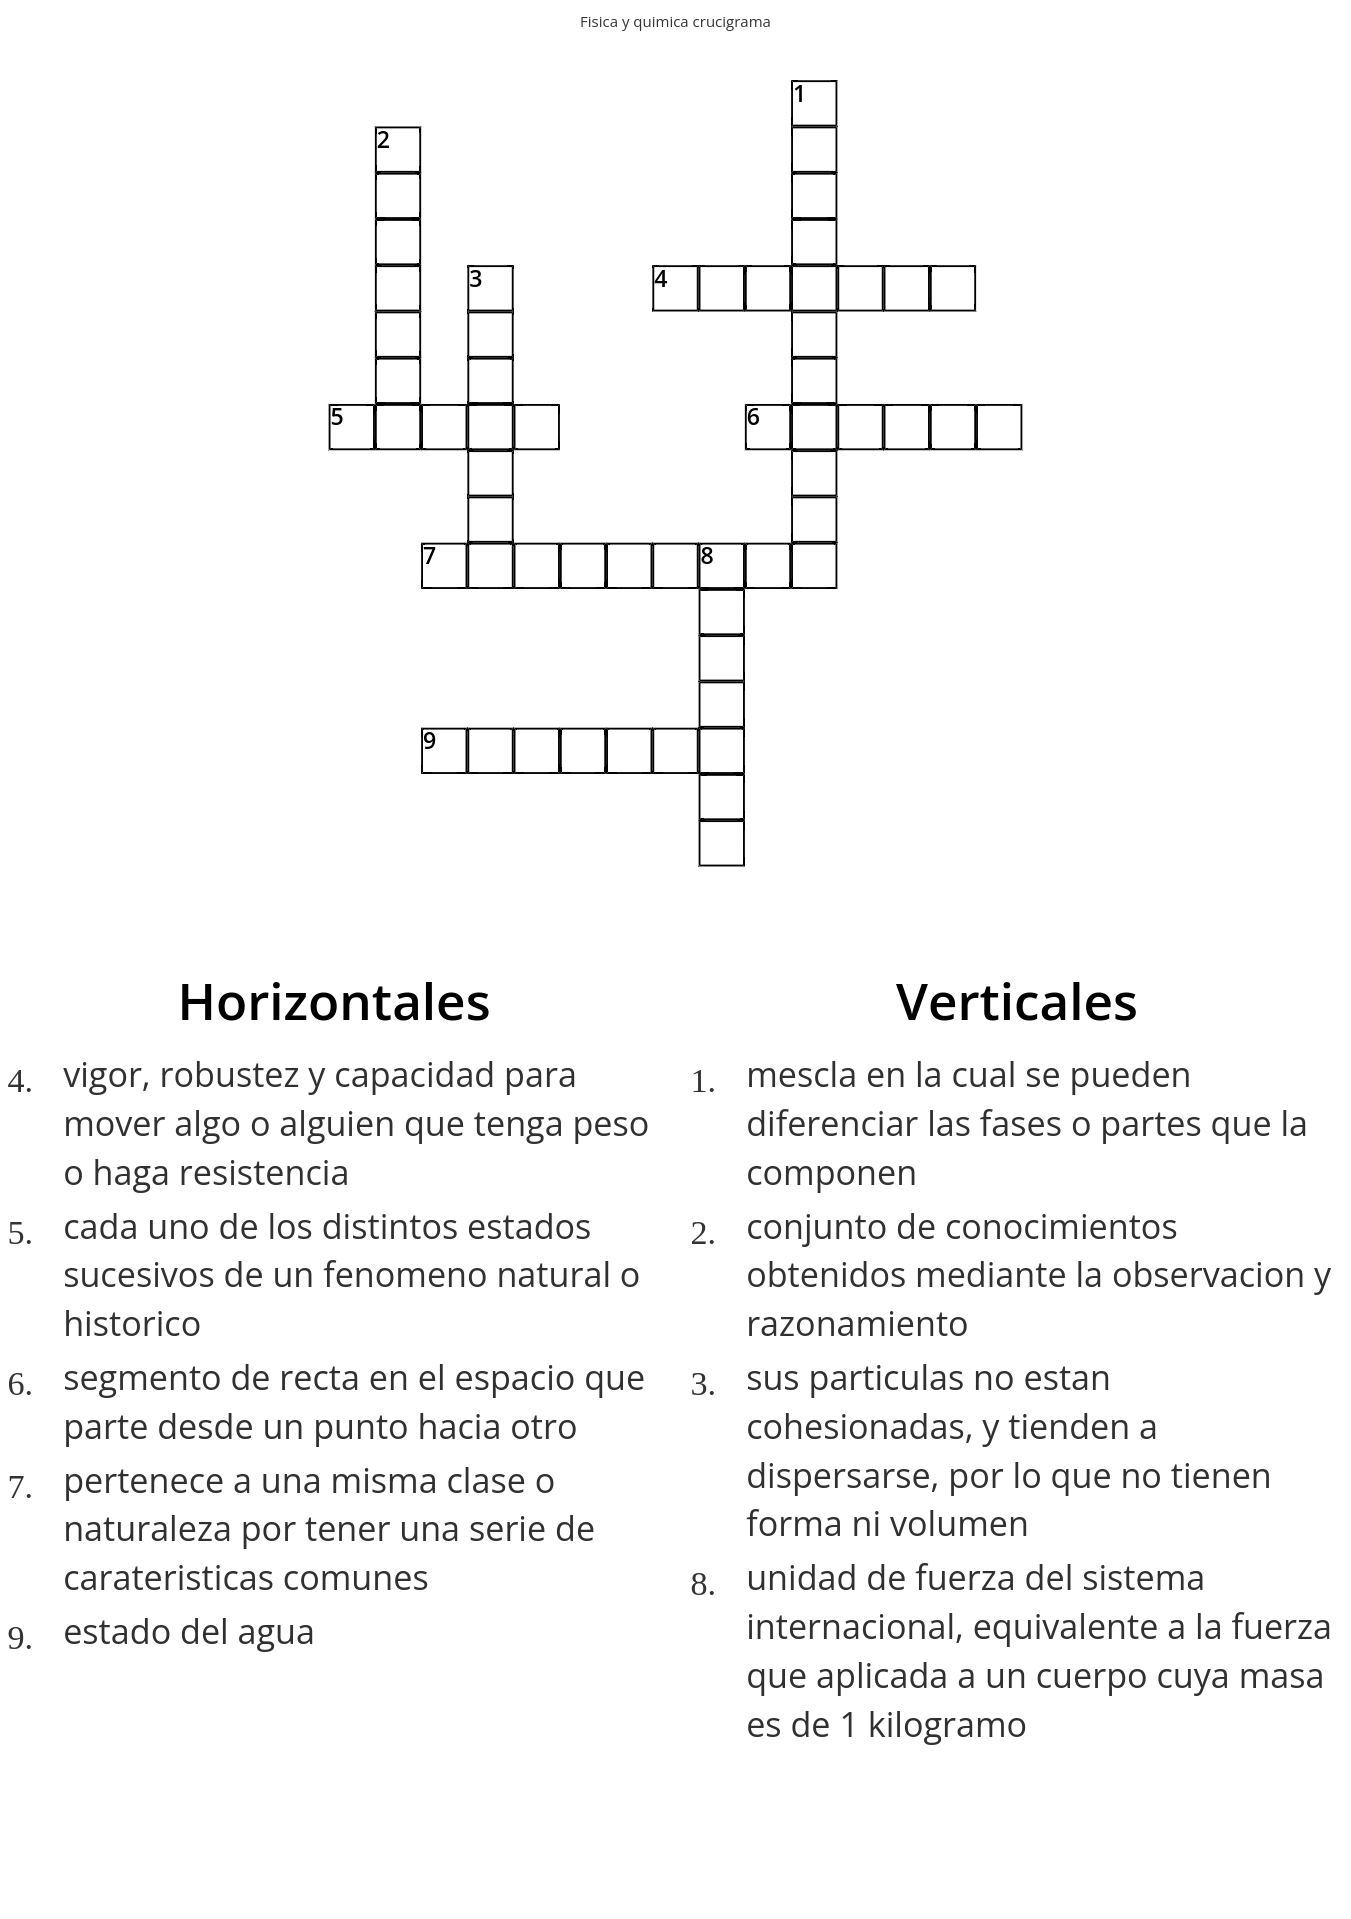 Fisica y quimica crucigrama
1
2
3
4
5
6
7
8
9
Horizontales
4. vigor, robustez y capacidad para
mover algo o alguien que tenga peso
o haga resistencia
5. cada uno de los distintos estados
sucesivos de un fenomeno natural o
historico
6. segmento de recta en el espacio que
parte desde un punto hacia otro
7. pertenece a una misma clase o
naturaleza por tener una serie de
carateristicas comunes
9. estado del agua
Verticales
1. mescla en la cual se pueden
diferenciar las fases o partes que la
componen
2. conjunto de conocimientos
obtenidos mediante la observacion y
razonamiento
3. sus particulas no estan
cohesionadas, y tienden a
dispersarse, por lo que no tienen
forma ni volumen
8. unidad de fuerza del sistema
internacional, equivalente a la fuerza
que aplicada a un cuerpo cuya masa
es de 1 kilogramo